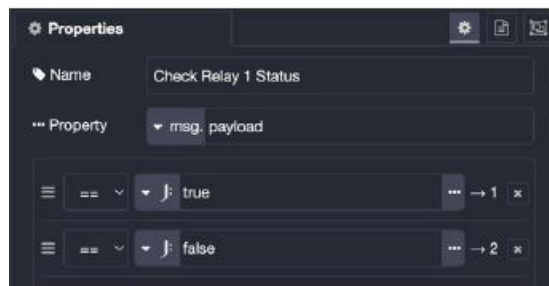 Properties
Name Check Relay 1 Status
Property msg. payload
== J: true → 1 x
== J: false → 2 x